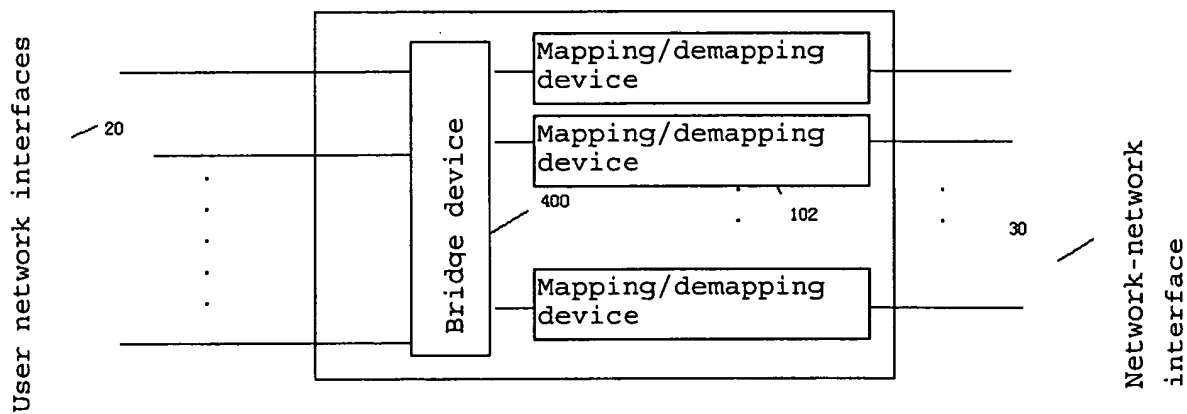 User network interfaces
20
Bridge device
400
Mapping/demapping
device
Mapping/demapping
device
102
Mapping/demapping
device
30
Network-network
interface